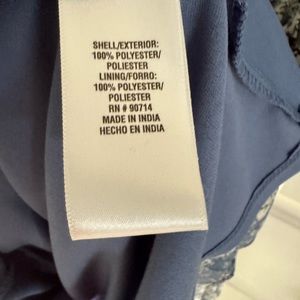 SHELL/EXTERIOR:
100% POLYESTER/
POLIESTER
LINING/FORRO:
100% POLYESTER/
POLIESTER
RN # 90714
MADE IN INDIA
HECHO EN INDIA